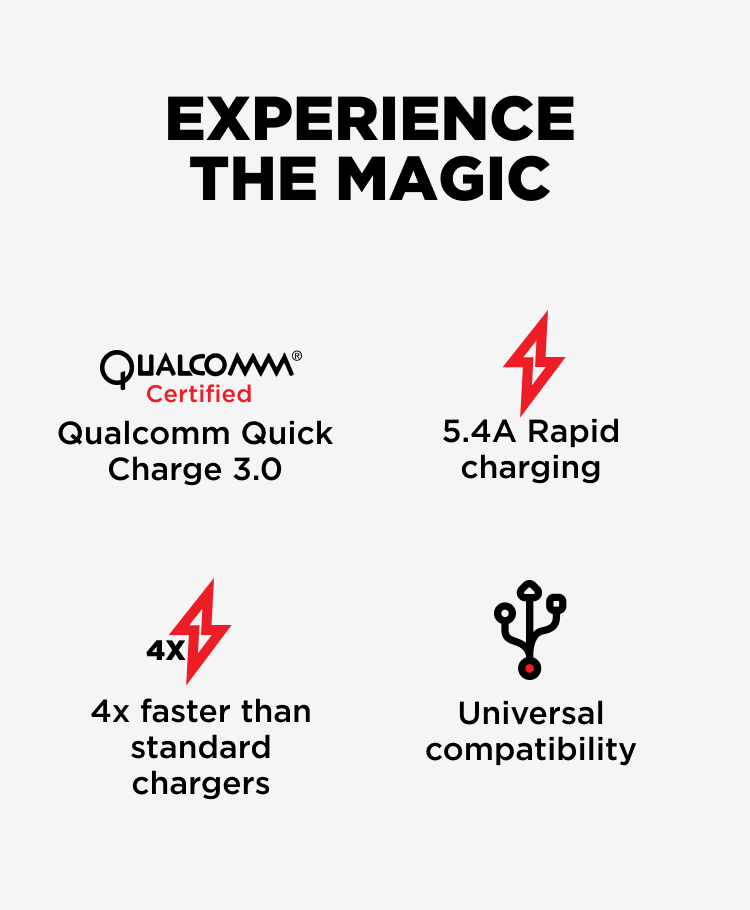 EXPERIENCE
THE MAGIC
QUALCOMM®
Certified
Qualcomm Quick
Charge 3.0
5.4A Rapid
charging
4X
4x faster than
standard
chargers
Universal
compatibility